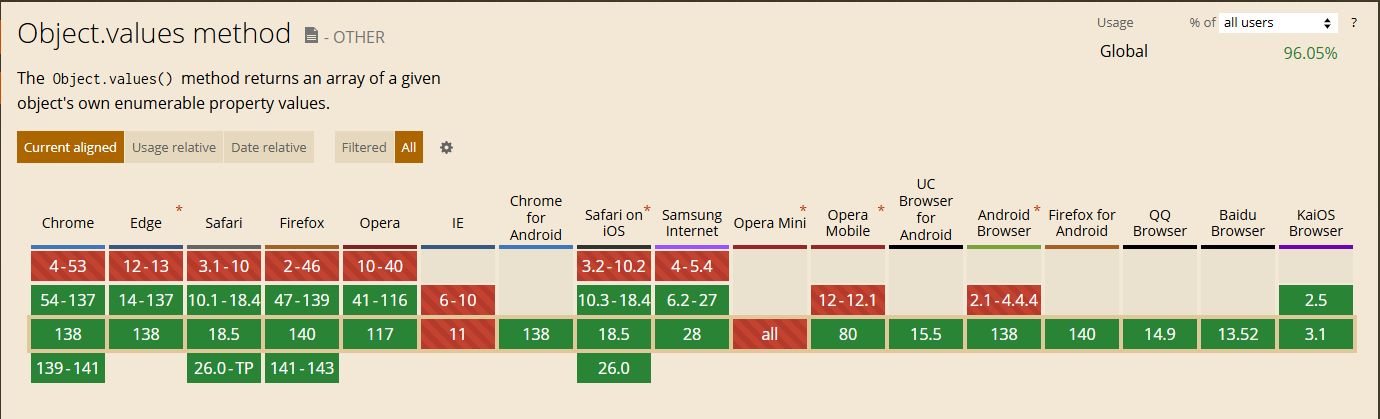 Object.values method - OTHER
Usage % of all users ?
Global 96.05%
The Object.values() method returns an array of a given
object's own enumerable property values.
Current aligned Usage relative Date relative Filtered All
Chrome
Edge *
Safari
Firefox
Opera
IE
Chrome
for
Android
Safari on *
iOS
Samsung
Internet
Opera Mini *
Opera *
Mobile
UC
Browser
for
Android
Android *
Browser
Firefox for
Android
QQ
Browser
Baidu
Browser
KaiOS
Browser
4-53 12-13 3.1-10 2-46 10-40 3.2-10.2 4-5.4
54-137 14-137 10.1-18.4 47-139 41-116 6-10 10.3-18.4 6.2-27 12-12.1 2.1-4.4.4 2.5
138 138 18.5 140 117 11 138 18.5 28 all 80 15.5 138 140 14.9 13.52 3.1
139-141 26.0-TP 141-143 26.0